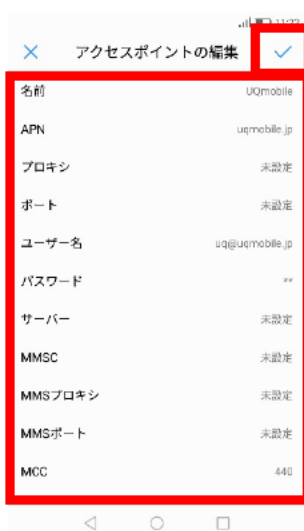 11:22
アクセスポイントの編集
名前 UQmobile
APN uqmobile.jp
プロキシ 未設定
ポート 未設定
ユーザー名 uq@uqmobile.jp
パスワード **
サーバー 未設定
MMSC 未設定
MMSプロキシ 未設定
MMSポート 未設定
MCC 440